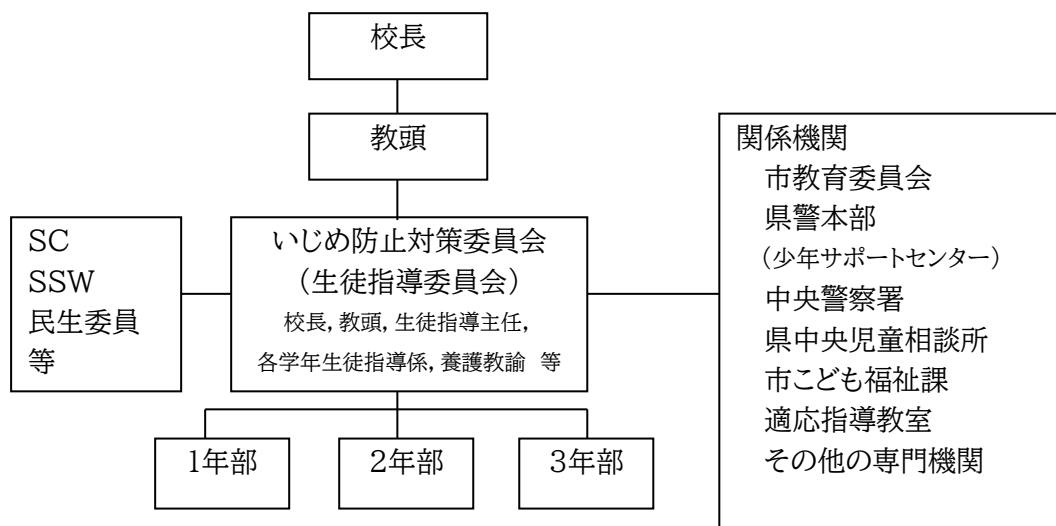 校長
教頭
SC
SSW
民生委員
等
いじめ防止対策委員会
（生徒指導委員会）
校長，教頭，生徒指導主任，
各学年生徒指導係，養護教諭　等
関係機関
市教育委員会
県警本部
（少年サポートセンター）
中央警察署
県中央児童相談所
市こども福祉課
適応指導教室
その他の専門機関
1年部
2年部
3年部